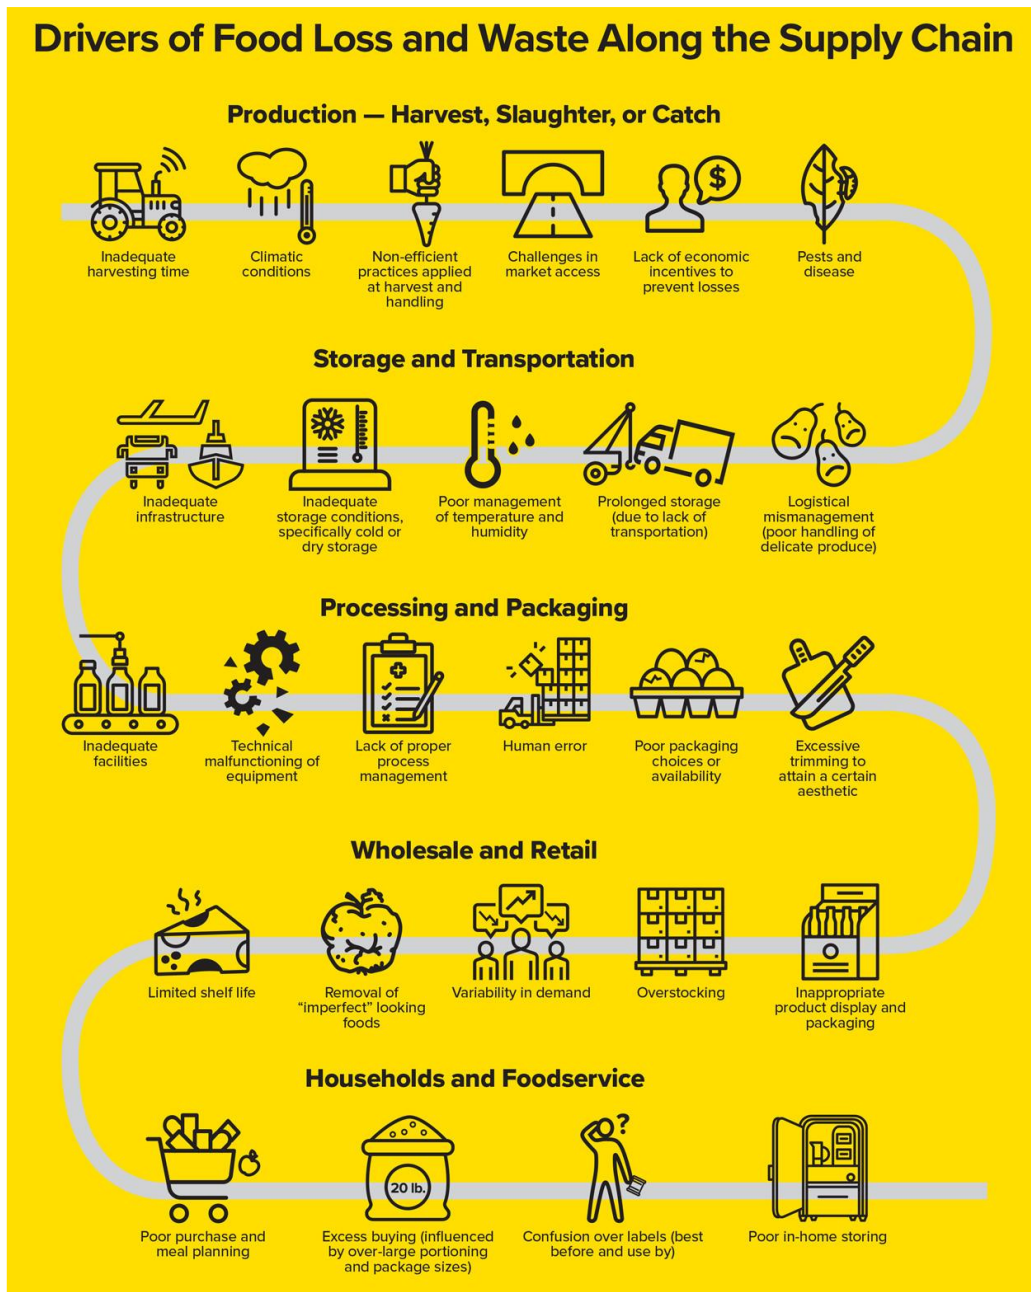 Drivers of Food Loss and Waste Along the Supply Chain
Production — Harvest, Slaughter, or Catch
$
Inadequate
harvesting time
Climatic
conditions
Non-efficient
practices applied
at harvest and
handling
Challenges in
market access
Lack of economic
incentives to
prevent losses
Pests and
disease
Storage and Transportation
Inadequate
infrastructure
Inadequate
storage conditions,
specifically cold or
dry storage
Poor management
of temperature and
humidity
Prolonged storage
(due to lack of
transportation)
Logistical
mismanagement
(poor handling of
delicate produce)
Processing and Packaging
Inadequate
facilities
Technical
malfunctioning of
equipment
Lack of proper
process
management
Human error
Poor packaging
choices or
availability
Excessive
trimming to
attain a certain
aesthetic
Wholesale and Retail
Limited shelf life
Removal of
“imperfect” looking
foods
Variability in demand
Overstocking
Inappropriate
product display and
packaging
Households and Foodservice
Poor purchase and
meal planning
20 lb.
Excess buying (influenced
by over-large portioning
and package sizes)
?
Confusion over labels (best
before and use by)
Poor in-home storing